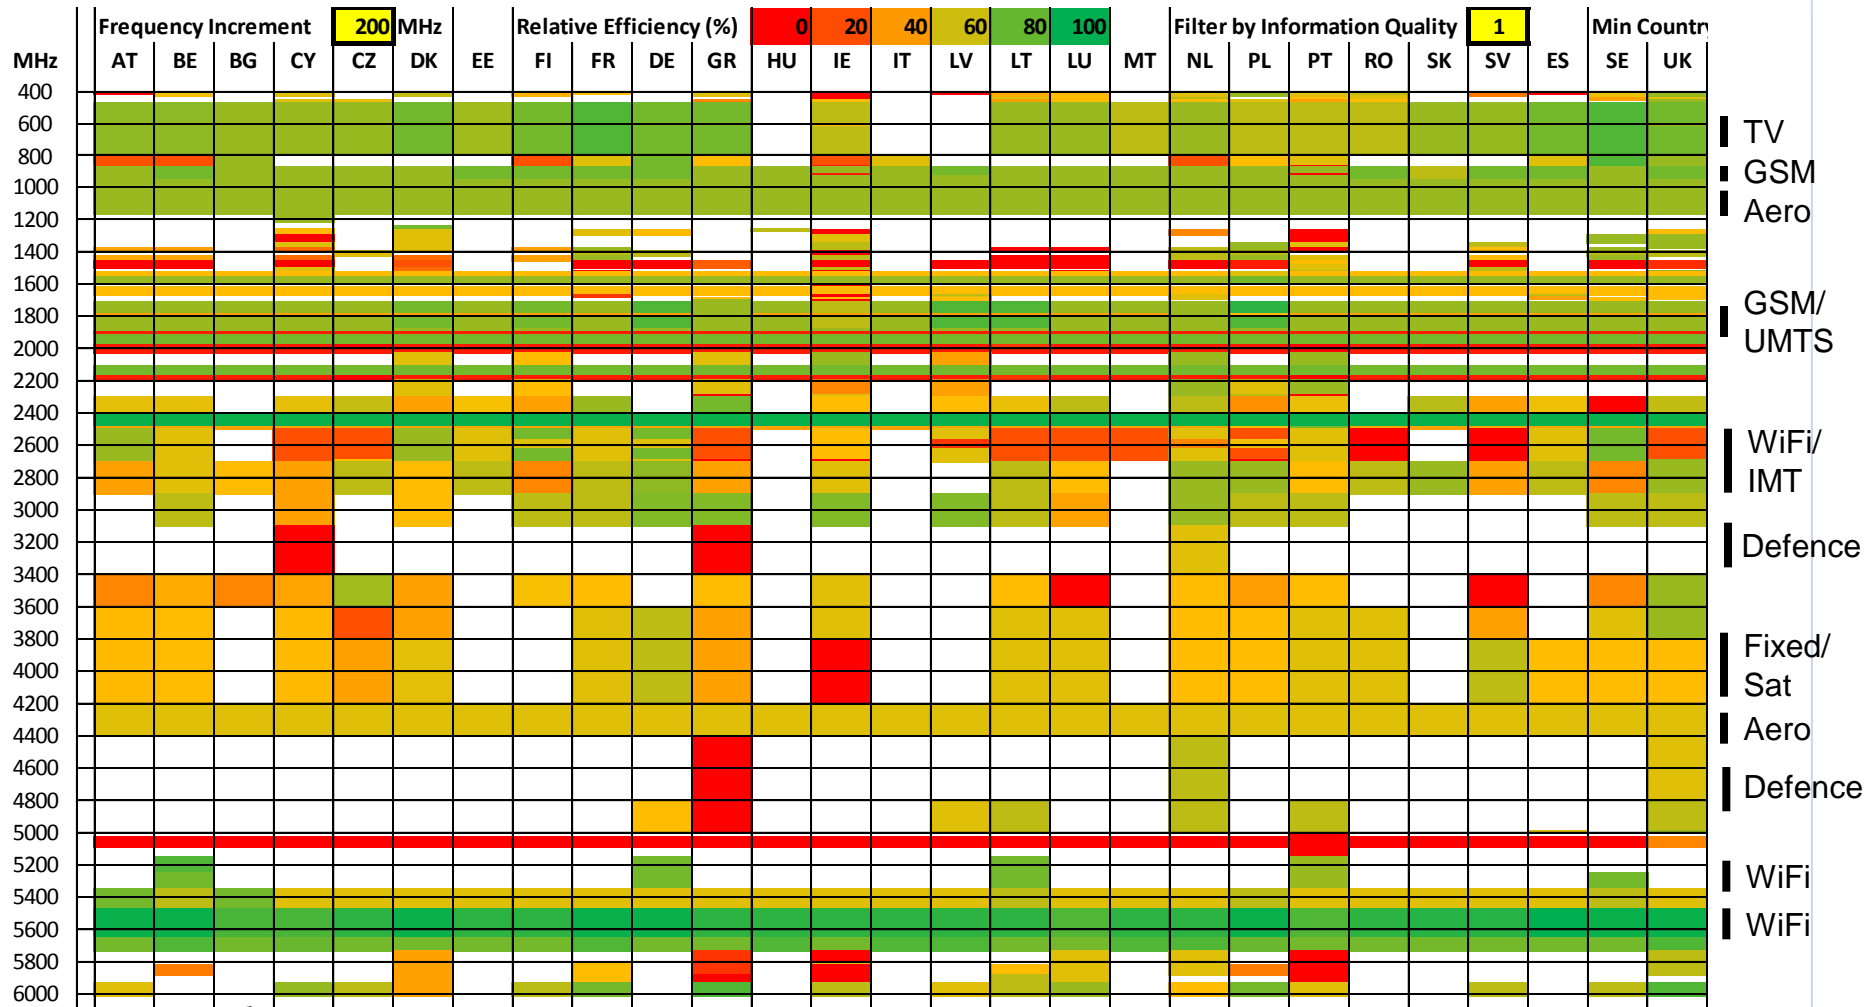 Frequency Increment 200 MHz Relative Efficiency (%) 0 20 40 60 80 100 Filter by Information Quality 1 Min Country
MHz AT BE BG CY CZ DK EE FI FR DE GR HU IE IT LV LT LU MT NL PL PT RO SK SV ES SE UK
400
600 TV
800
GSM
1000
Aero
1200
1400
1600
GSM/
1800
UMTS
2000
2200
2400
WiFi/
2600
IMT
2800
3000
3200 Defence
3400
3600
3800 Fixed/
4000 Sat
4200
4400 Aero
4600
4800 Defence
5000
5200
WiFi
5400
5600 WiFi
5800
6000